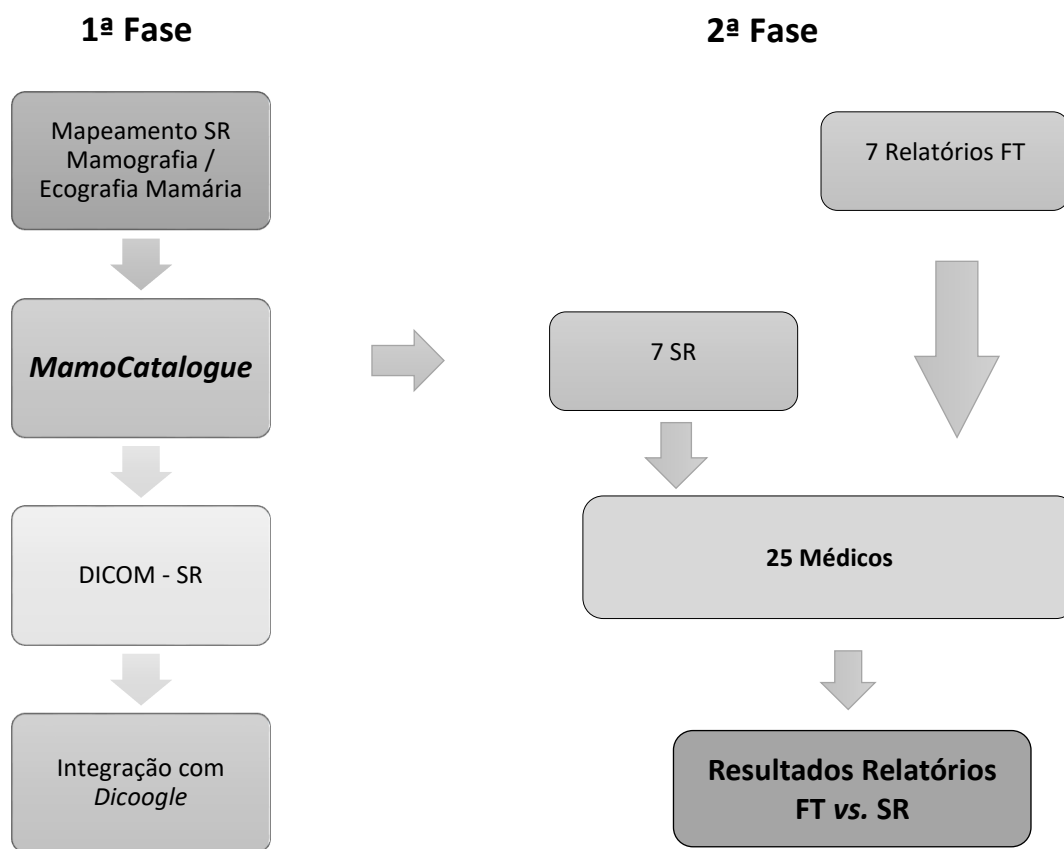 1ª Fase
Mapeamento SR
Mamografia /
Ecografia Mamária
MamoCatalogue
DICOM - SR
Integração com
Dicoogle
2ª Fase
7 Relatórios FT
7 SR
25 Médicos
Resultados Relatórios
FT vs. SR